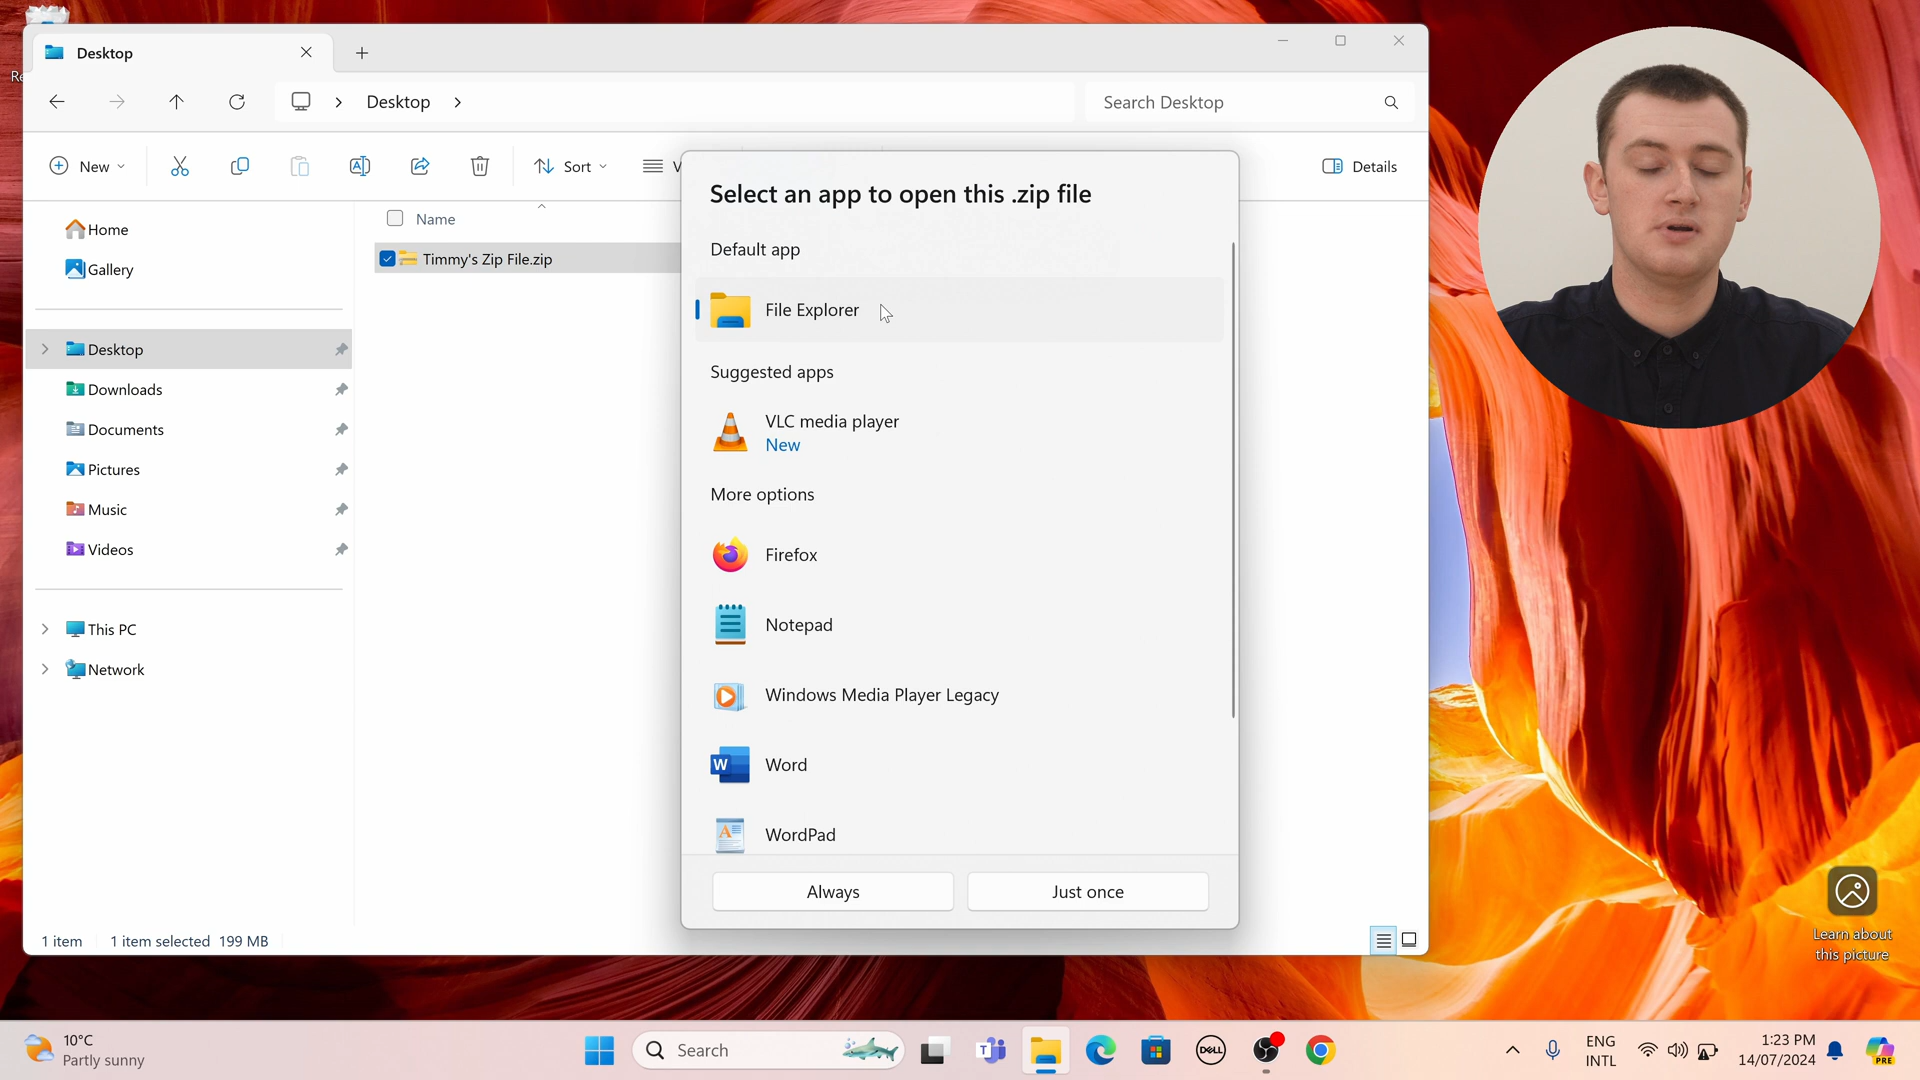 Desktop
Re
Desktop
Search Desktop
New
Sort
V
Details
Home
Gallery
Desktop
Downloads
Documents
Pictures
Music
Videos
This PC
Network
Name
Timmy's Zip File.zip
Select an app to open this .zip file
Default app
File Explorer
Suggested apps
VLC media player
New
More options
Firefox
Notepad
Windows Media Player Legacy
W
Word
A
WordPad
Always
Just once
1 item
1 item selected 199 MB
Learn about
this picture
10°C
Partly sunny
Search
T
DELL
ENG
INTL
1:23 PM
14/07/2024
PRE